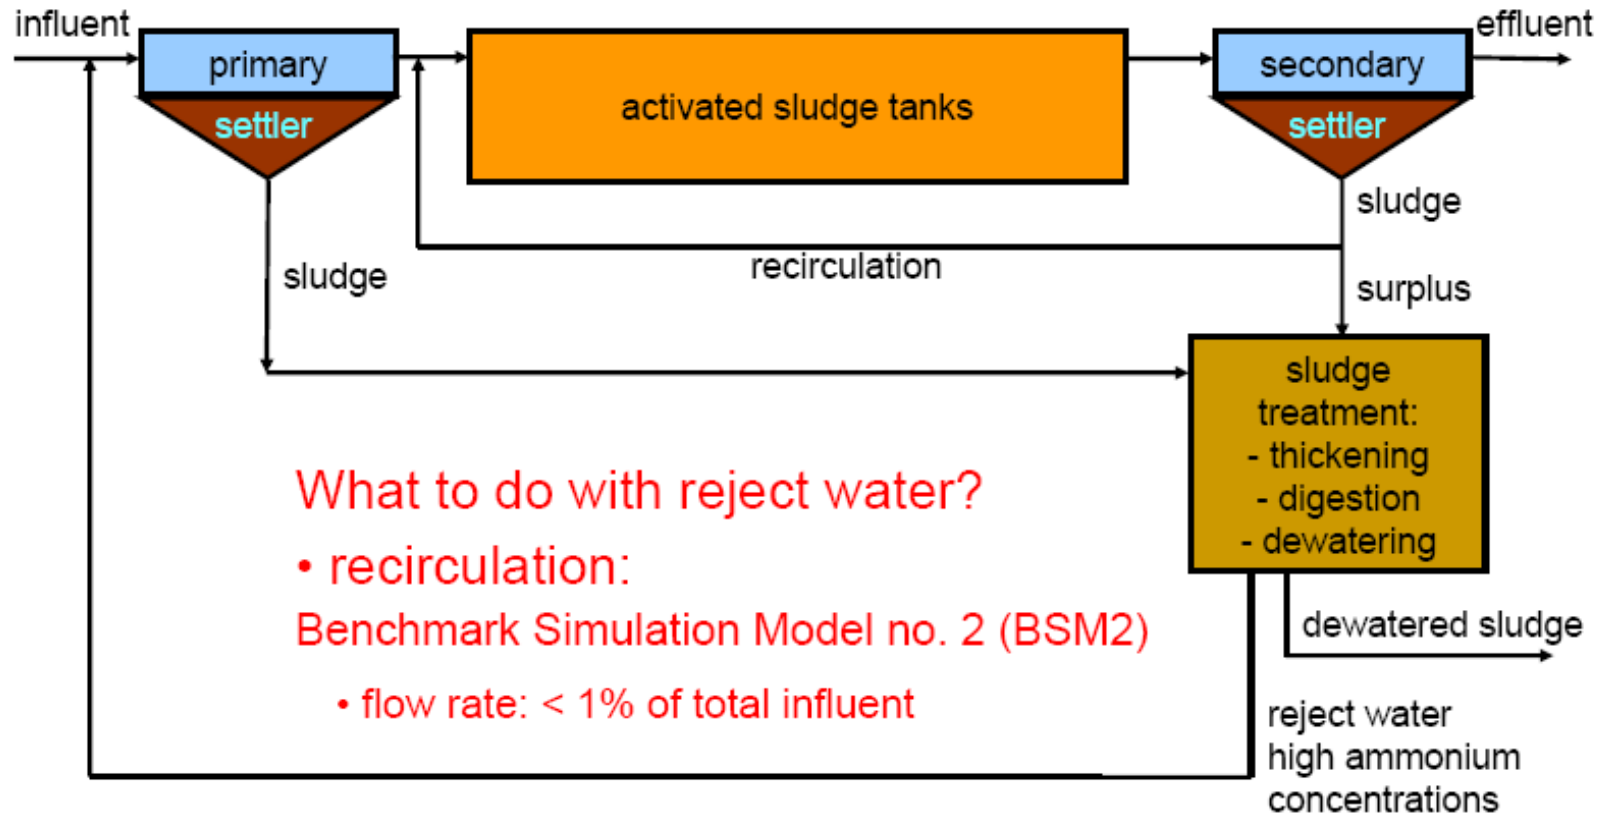 influent
primary
settler
activated sludge tanks
secondary
settler
effluent
sludge
recirculation
sludge
surplus
sludge
treatment:
- thickening
- digestion
- dewatering
What to do with reject water?
• recirculation:
Benchmark Simulation Model no. 2 (BSM2)
• flow rate: < 1% of total influent
dewatered sludge
reject water
high ammonium
concentrations